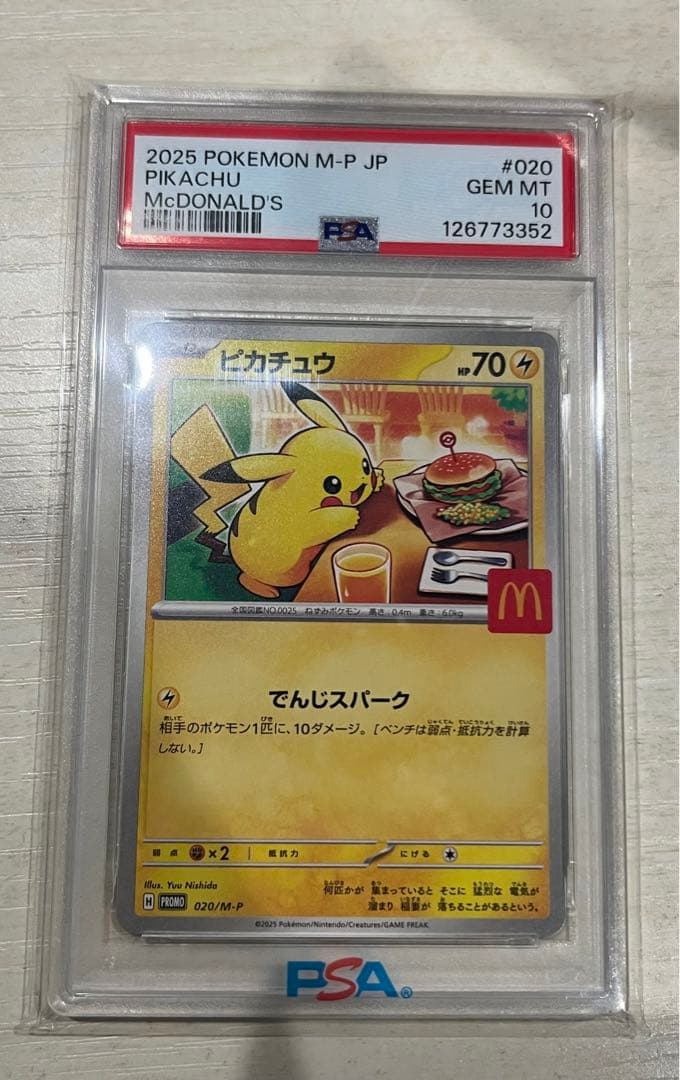 2025 POKEMON M-P JP #020
PIKACHU GEM MT
McDONALD'S 10
126773352
PSA
ピカチュウ HP70
M
全国図鑑NO.0025 ねずみポケモン 高さ:0.4m 重さ:6.0kg
でんじスパーク
相手のポケモン1匹に、10ダメージ。[ベンチは弱点・抵抗力を計算
しない。]
弱点 ×2 抵抗力 にげる
Illus. Yuu Nishida
H PROMO 020/M-P
何匹かが 集まっていると そこに 猛烈な 電気が
溜まり 稲妻が 落ちることがあるという。
©2025 Pokémon/Nintendo/Creatures/GAME FREAK.
PSA®